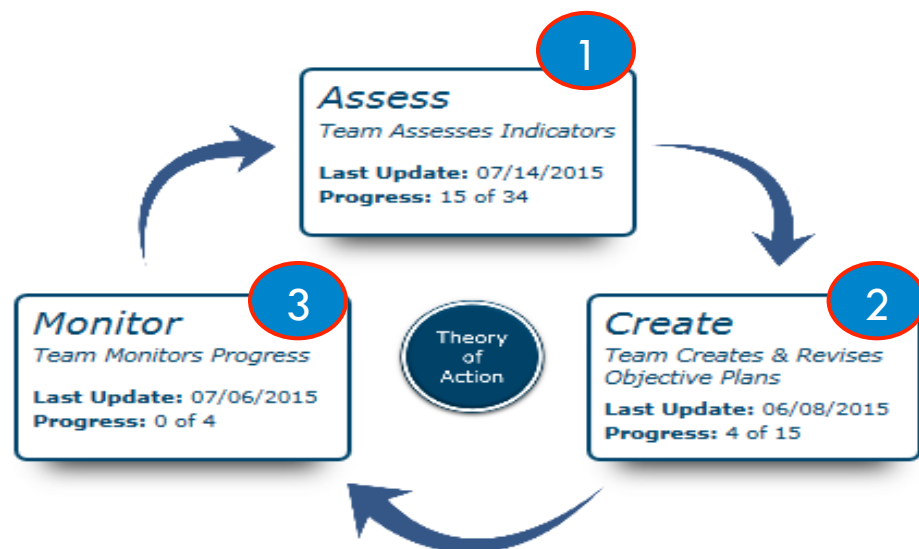 1
Assess
Team Assesses Indicators
Last Update: 07/14/2015
Progress: 15 of 34
2
Create
Team Creates & Revises
Objective Plans
Last Update: 06/08/2015
Progress: 4 of 15
3
Monitor
Team Monitors Progress
Last Update: 07/06/2015
Progress: 0 of 4
Theory
of
Action